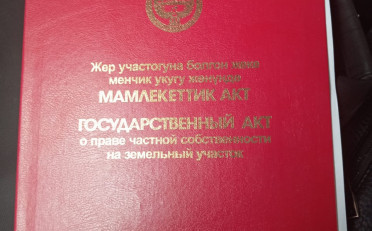 Жер участогуна болгон жеке
менчик укугу жөнүндө
МАМЛЕКЕТТИК АКТ
ГОСУДАРСТВЕННЫЙ АКТ
о праве частной собственности
на земельный участок